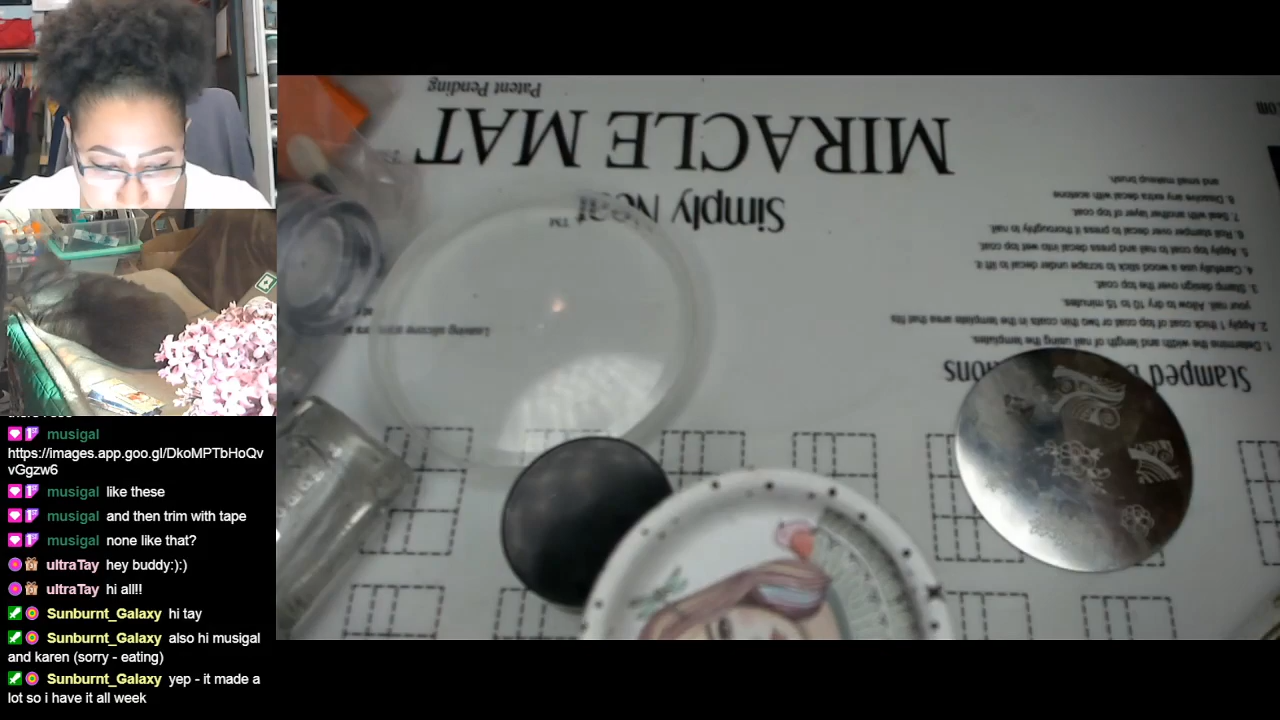 musigal
https://images.app.goo.gl/DkoMPTbHoQv
vGgzw6
musigal like these
musigal and then trim with tape
musigal none like that?
ultraTay hey buddy:):)
ultraTay hi all!!
Sunburnt_Galaxy hi tay
Sunburnt_Galaxy also hi musigal
and karen (sorry - eating)
Sunburnt_Galaxy yep - it made a
lot so i have it all week
Patent Pending
MIRACLE MAT
Simply Neat™
Stamped
1. Determine the width and length of nail using the templates.
2. Apply 1 thick coat of top coat or two thin coats in the template area that fits
your nail. Allow to dry 10 to 15 minutes.
3. Stamp design over the top coat.
4. Carefully use a wood stick to scrape under decal to lift it.
5. Apply top coat to nail and press decal into wet top coat.
6. Roll stamper over decal to press it thoroughly to nail.
7. Seal with another layer of top coat.
8. Dissolve any extra decal with acetone
and small makeup brush.